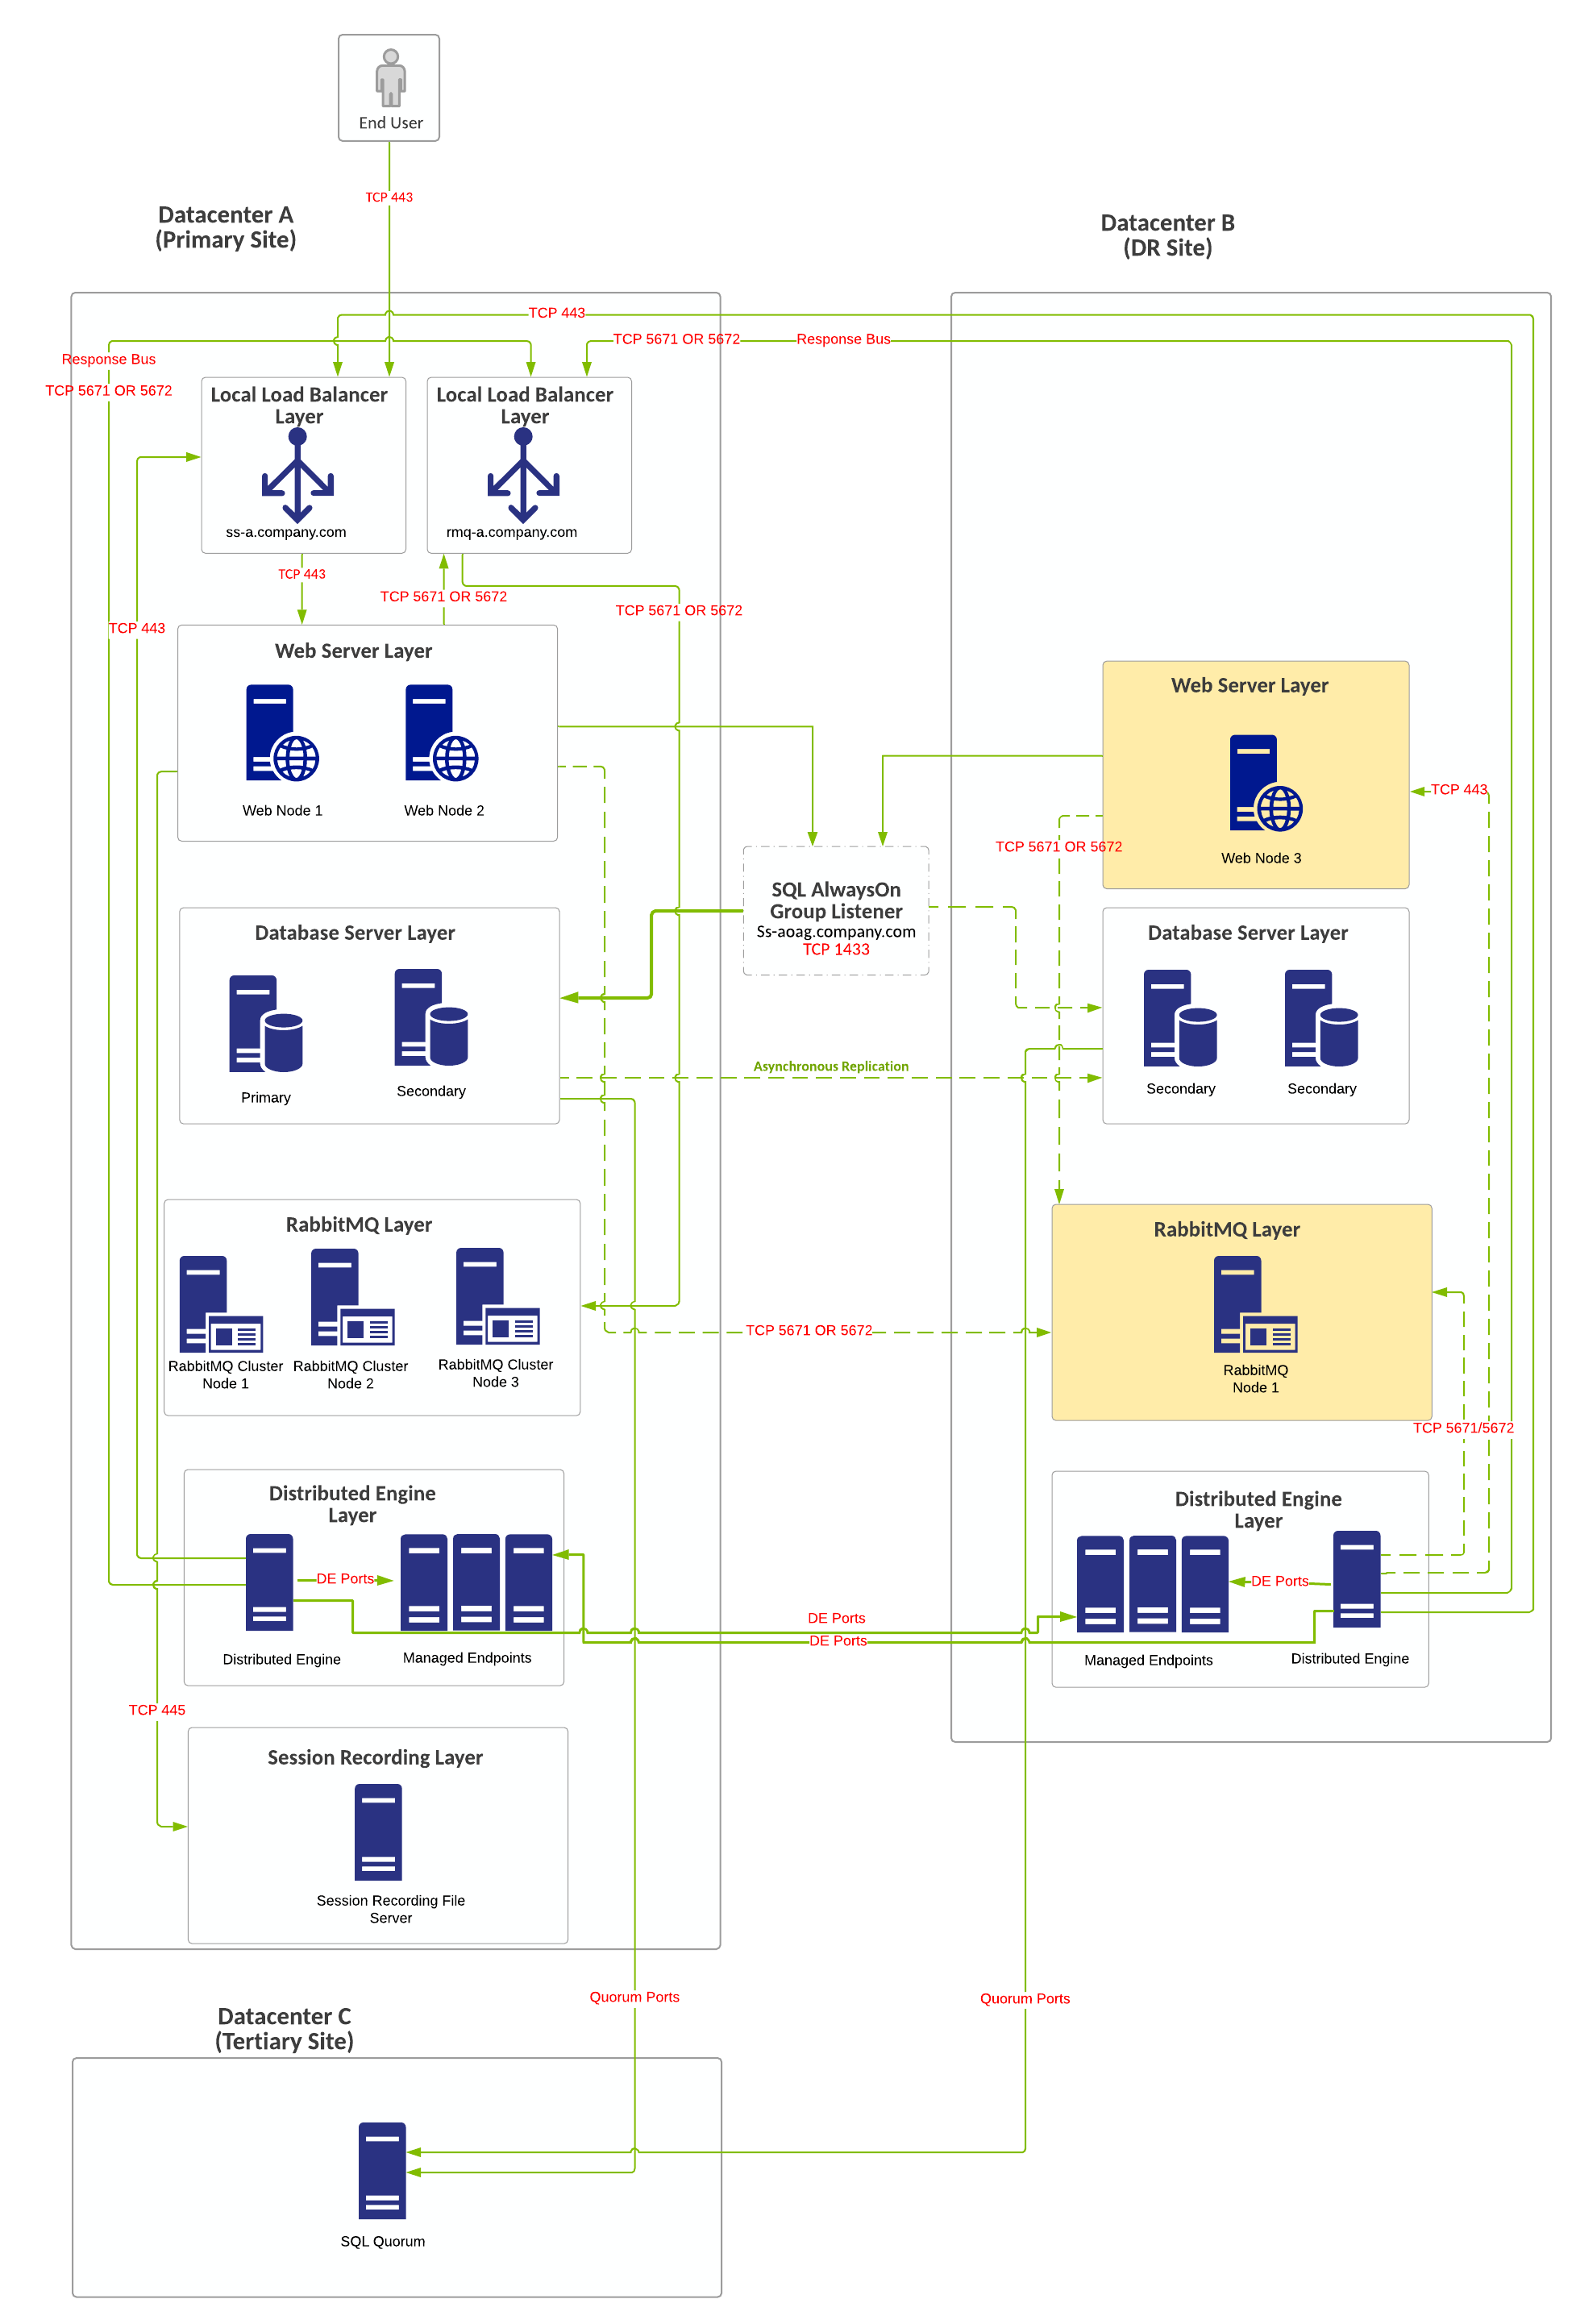 End User
TCP 443
Datacenter A
(Primary Site)
Datacenter B
(DR Site)
TCP 443
TCP 5671 OR 5672
Response Bus
Response Bus
TCP 5671 OR 5672
Local Load Balancer
Layer
ss-a.company.com
Local Load Balancer
Layer
rmq-a.company.com
TCP 443
TCP 5671 OR 5672
TCP 5671 OR 5672
TCP 443
Web Server Layer
Web Node 1
Web Node 2
Web Server Layer
Web Node 3
TCP 443
TCP 5671 OR 5672
SQL AlwaysOn
Group Listener
Ss-aoag.company.com
TCP 1433
Database Server Layer
Primary
Secondary
Database Server Layer
Secondary
Secondary
Asynchronous Replication
RabbitMQ Layer
RabbitMQ Cluster
Node 1
RabbitMQ Cluster
Node 2
RabbitMQ Cluster
Node 3
TCP 5671 OR 5672
RabbitMQ Layer
RabbitMQ
Node 1
TCP 5671/5672
Distributed Engine
Layer
DE Ports
Distributed Engine
Managed Endpoints
DE Ports
DE Ports
Distributed Engine
Layer
DE Ports
Managed Endpoints
Distributed Engine
TCP 445
Session Recording Layer
Session Recording File
Server
Quorum Ports
Quorum Ports
Datacenter C
(Tertiary Site)
SQL Quorum